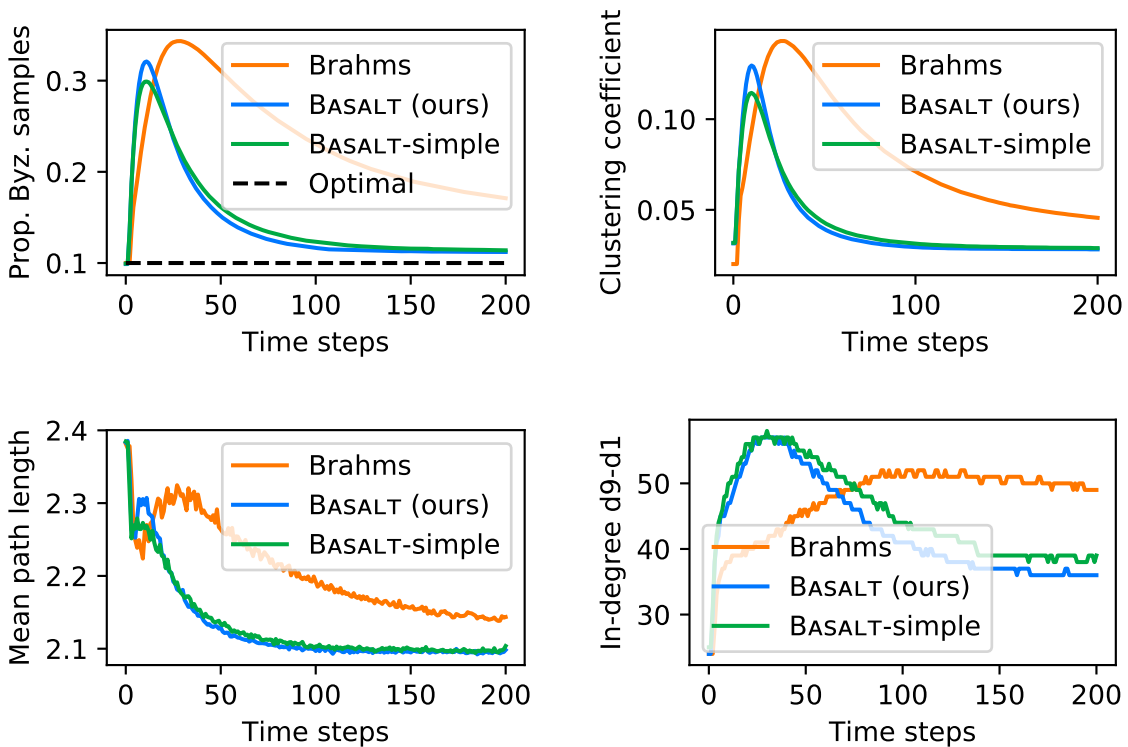 Prop. Byz. samples
0.3
0.2
0.1
0
50
100
150
200
Time steps
Brahms
BASALT (ours)
BASALT-simple
Optimal
Clustering coefficient
0.10
0.05
0
100
200
Time steps
Brahms
BASALT (ours)
BASALT-simple
Mean path length
2.4
2.3
2.2
2.1
0
50
100
150
200
Time steps
Brahms
BASALT (ours)
BASALT-simple
In-degree d9-d1
50
40
30
0
50
100
150
200
Time steps
Brahms
BASALT (ours)
BASALT-simple